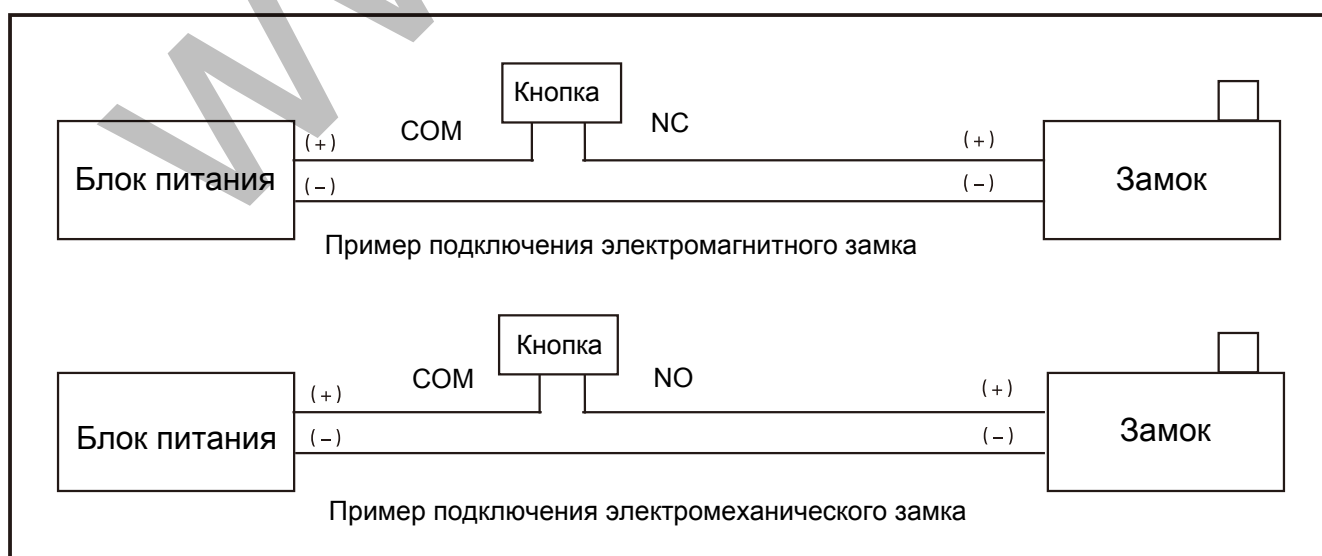 Кнопка
COM NC
(+) (+)
Блок питания
(–) (–)
Замок
Пример подключения электромагнитного замка
Кнопка
COM NO
(+) (+)
Блок питания
(–) (–)
Замок
Пример подключения электромеханического замка